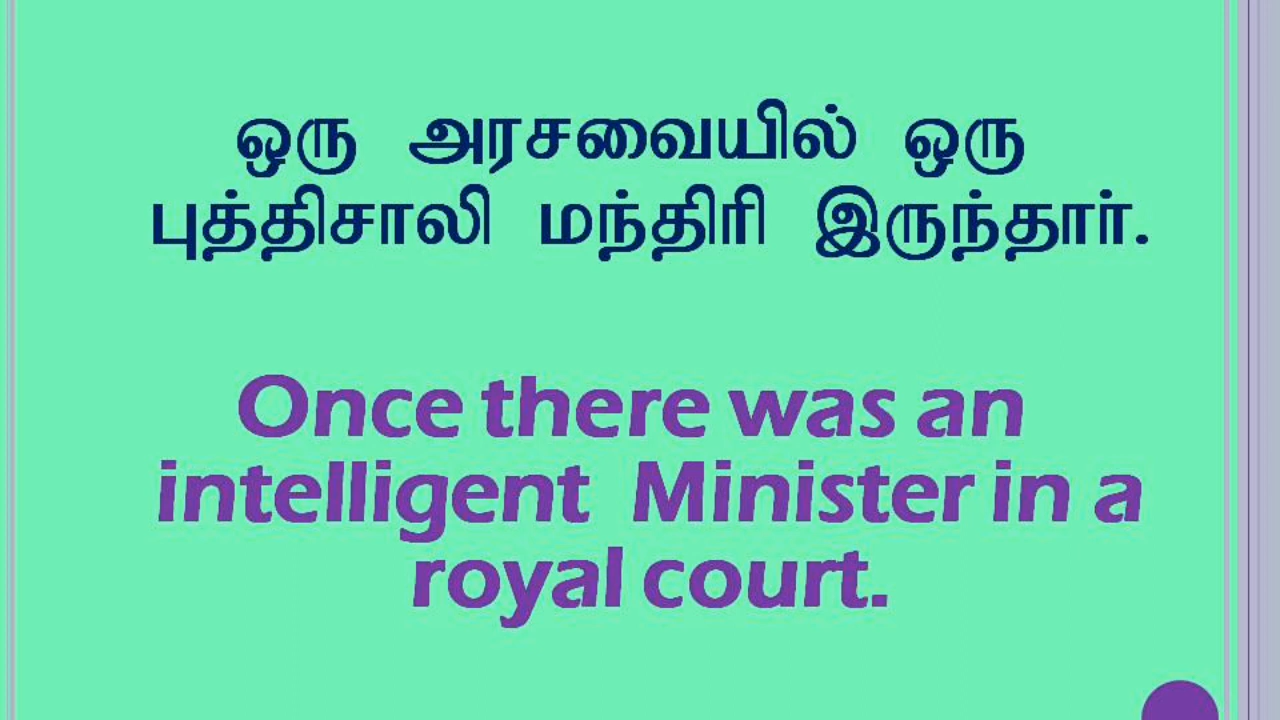 ஒரு அரசவையில் ஒரு
புத்திசாலி மந்திரி இருந்தார்.
Once there was an
intelligent Minister in a
royal court.